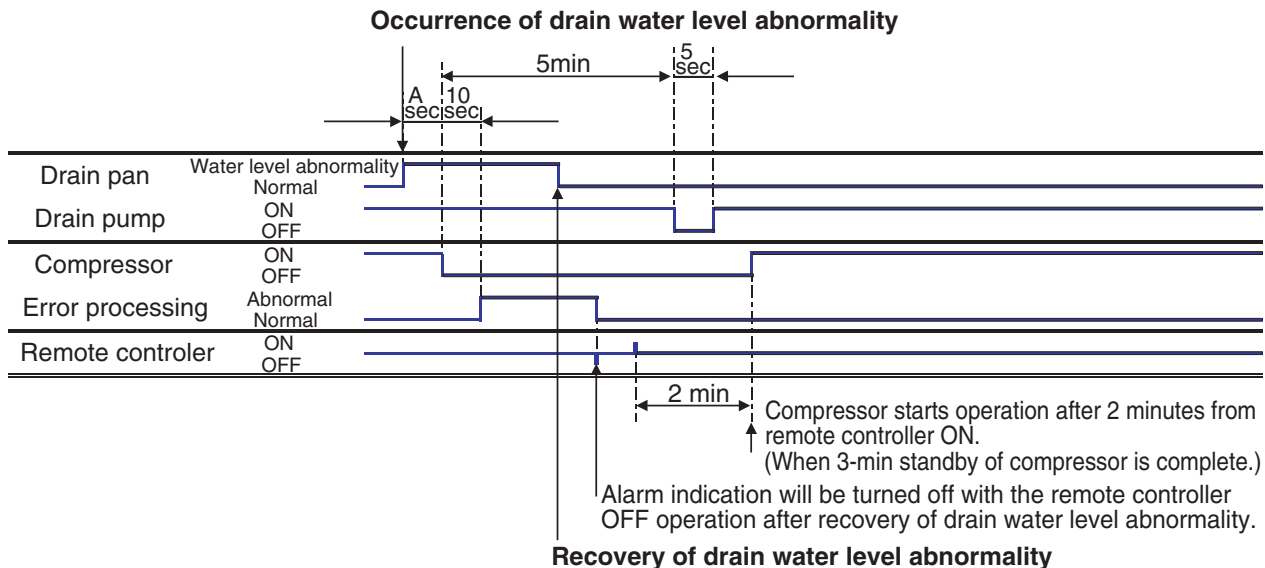 Occurrence of drain water level abnormality
5min
5
sec
A
sec
10
sec
Drain pan
Water level abnormality
Normal
Drain pump
ON
OFF
Compressor
ON
OFF
Error processing
Abnormal
Normal
Remote controler
ON
OFF
2 min
Compressor starts operation after 2 minutes from
remote controller ON.
(When 3-min standby of compressor is complete.)
Alarm indication will be turned off with the remote controller
OFF operation after recovery of drain water level abnormality.
Recovery of drain water level abnormality